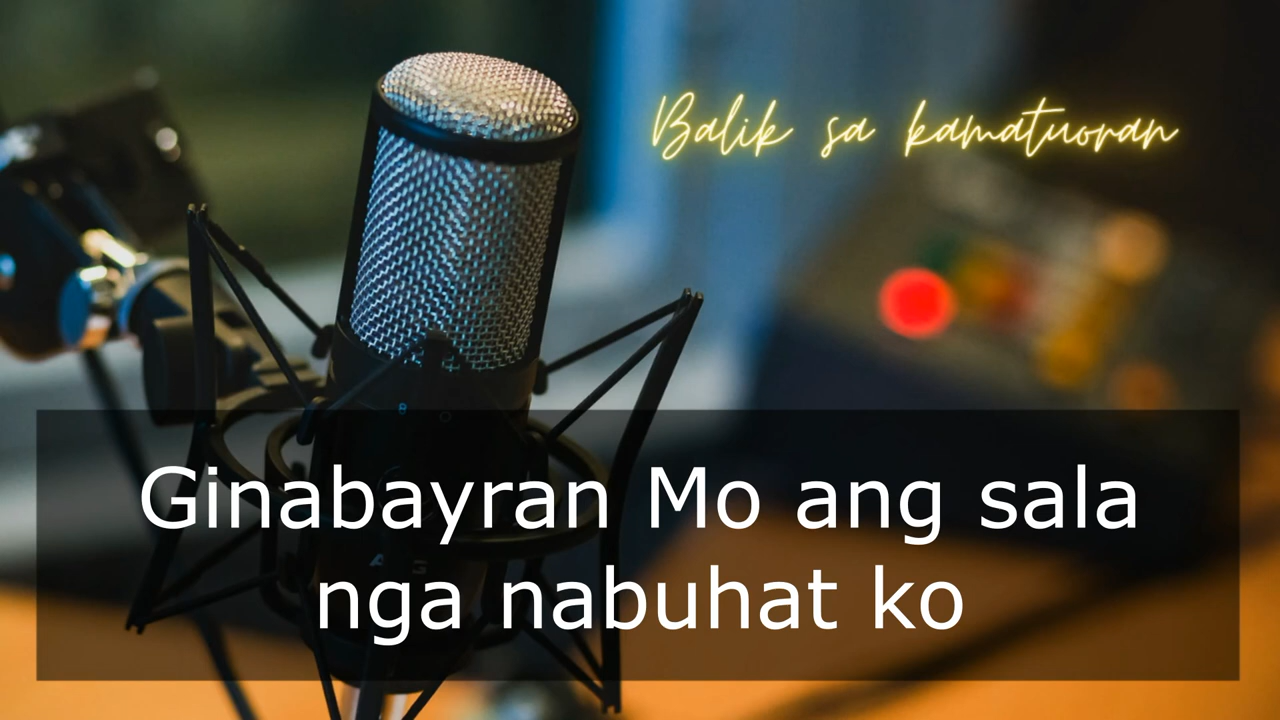 Balik sa kamatuoran
Ginabayran Mo ang sala
nga nabuhat ko